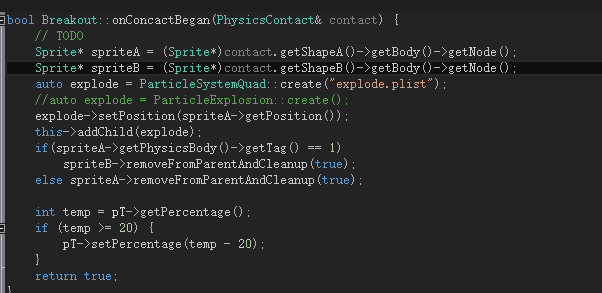 bool Breakout::onConcactBegan(PhysicsContact& contact) {
// TODO
Sprite* spriteA = (Sprite*)contact.getShapeA()->getBody()->getNode();
Sprite* spriteB = (Sprite*)contact.getShapeB()->getBody()->getNode();
auto explode = ParticleSystemQuad::create("explode.plist");
//auto explode = ParticleExplosion::create();
explode->setPosition(spriteA->getPosition());
this->addChild(explode);
if(spriteA->getPhysicsBody()->getTag() == 1)
spriteB->removeFromParentAndCleanup(true);
else spriteA->removeFromParentAndCleanup(true);
int temp = pT->getPercentage();
if (temp >= 20) {
pT->setPercentage(temp - 20);
}
return true;
}